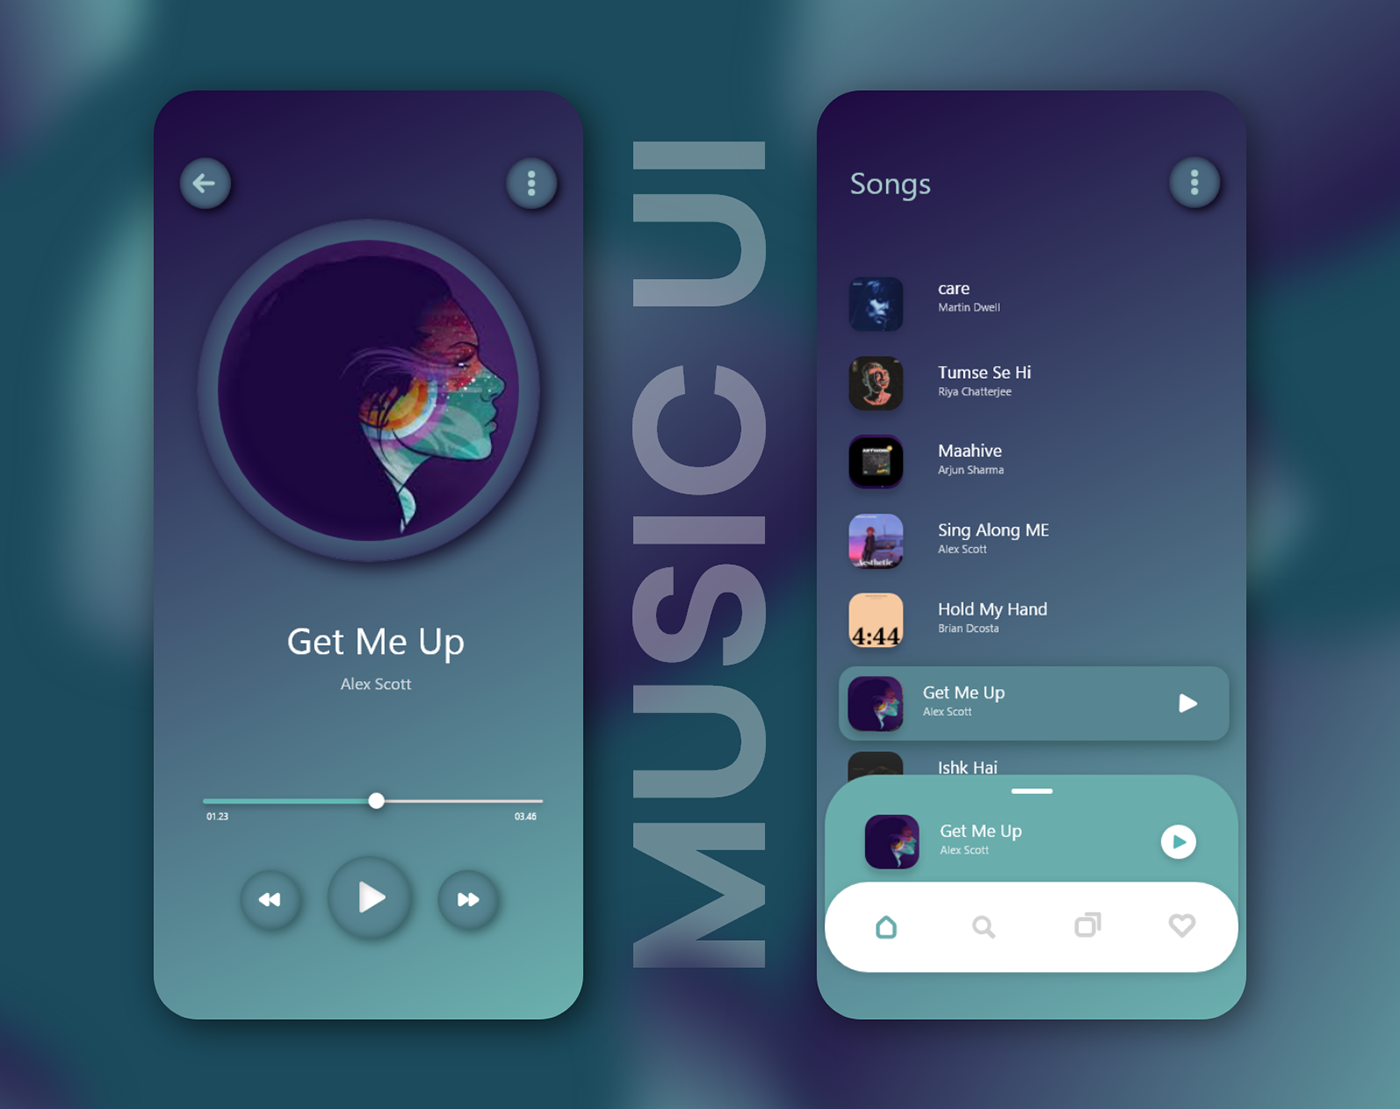 Get Me Up
Alex Scott
01.23
03.46
MUSIC UI
Songs
care
Martin Dwell
Tumse Se Hi
Riya Chatterjee
Maahive
Arjun Sharma
Sing Along ME
Alex Scott
Aesthetic
Hold My Hand
Brian Dcosta
4:44
Get Me Up
Alex Scott
Ishk Hai
Get Me Up
Alex Scott